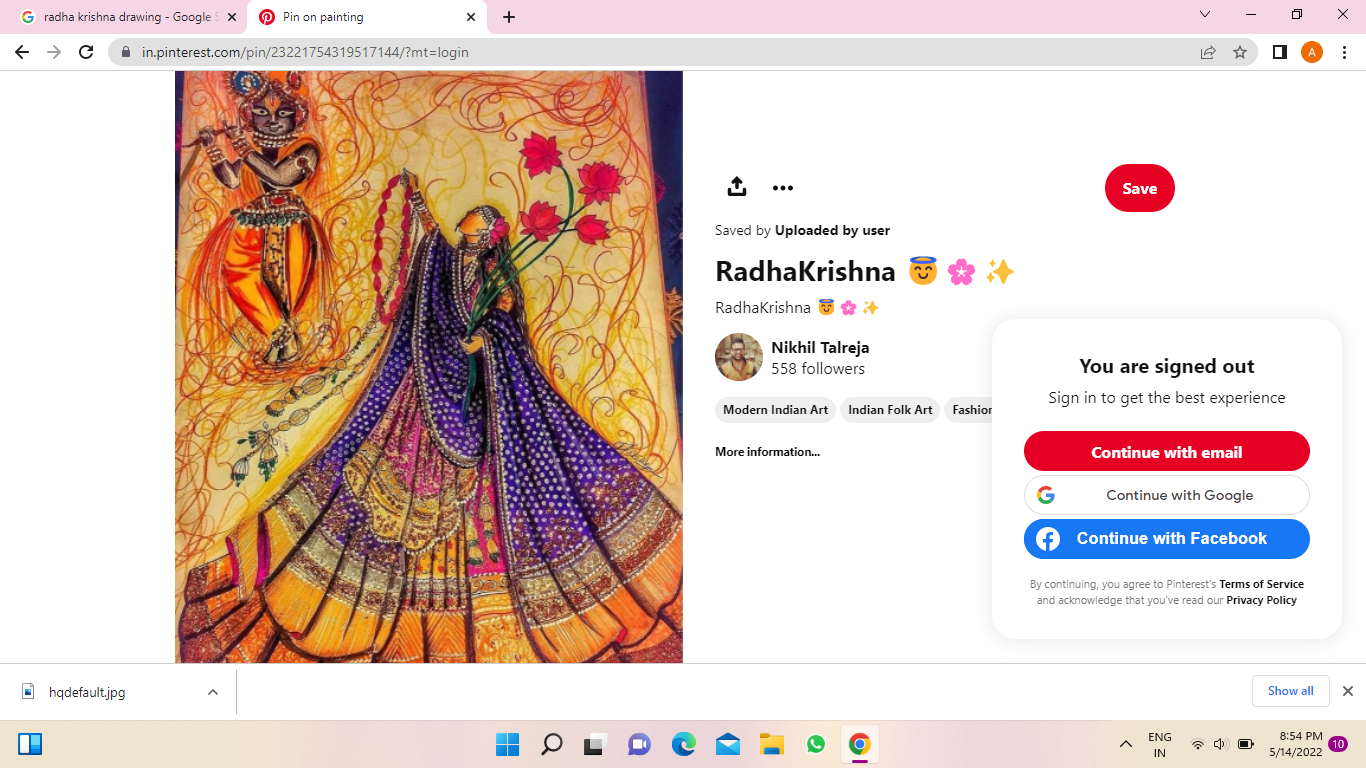 radha krishna drawing - Google S
Pin on painting
in.pinterest.com/pin/23221754319517144/?mt=login
A
Save
Saved by Uploaded by user
RadhaKrishna 😇 🌸 ✨
RadhaKrishna 😇 🌸 ✨
Nikhil Talreja
558 followers
Modern Indian Art
Indian Folk Art
Fashion
More information...
You are signed out
Sign in to get the best experience
Continue with email
Continue with Google
Continue with Facebook
By continuing, you agree to Pinterest's Terms of Service
and acknowledge that you've read our Privacy Policy
hqdefault.jpg
Show all
ENG
IN
8:54 PM
5/14/2022
10